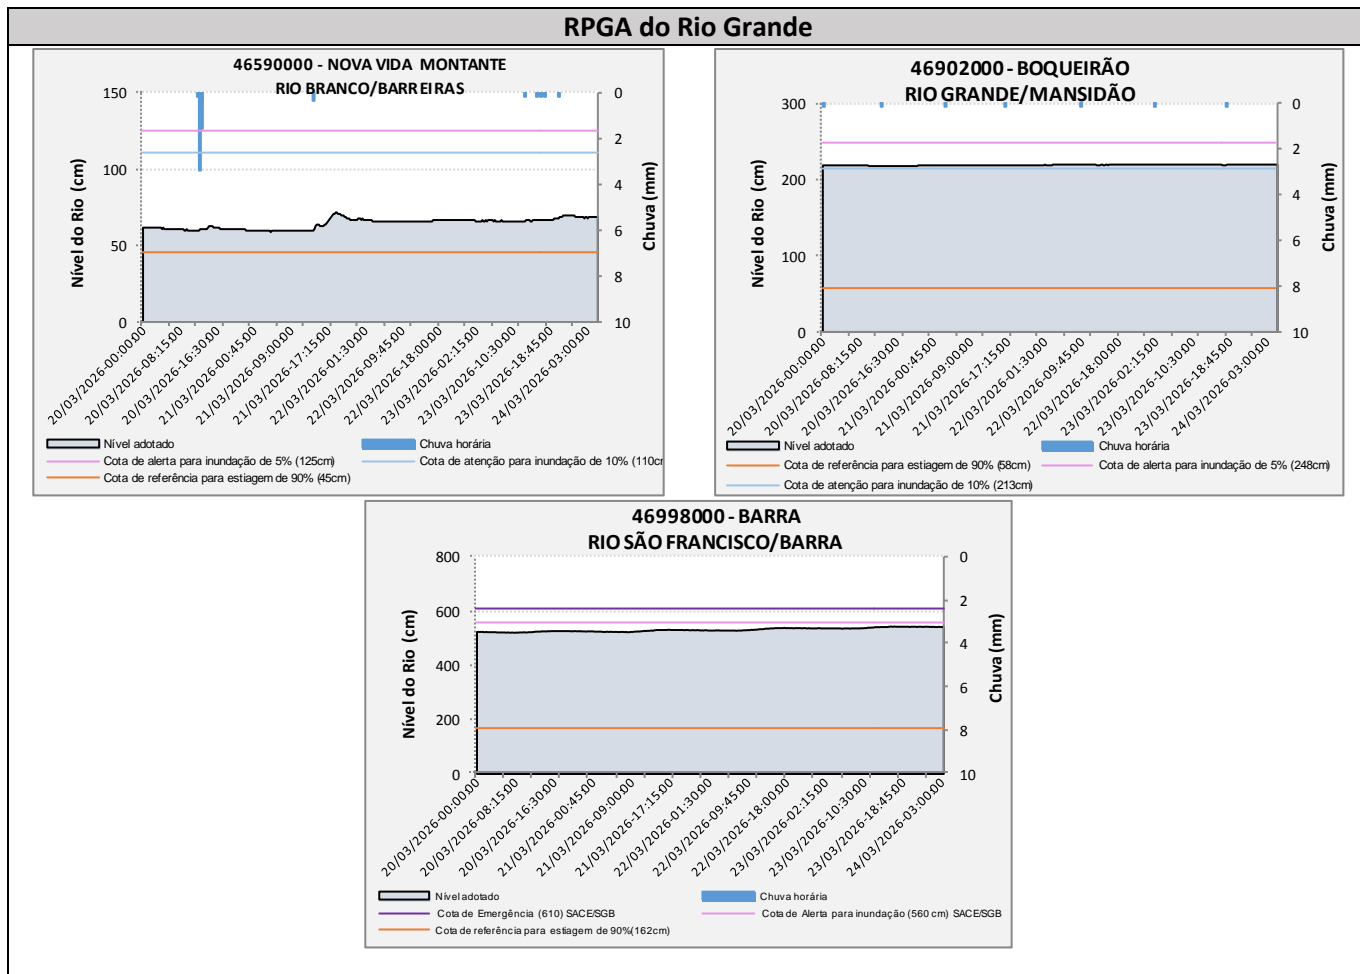 RPGA do Rio Grande
46590000 - NOVA VIDA MONTANTE
RIO BRANCO/BARREIRAS
150
100
50
0
Nível do Rio (cm)
0
2
4
6
8
10
Chuva (mm)
20/03/2026-00:00:00
20/03/2026-08:15:00
20/03/2026-16:30:00
21/03/2026-00:45:00
21/03/2026-09:00:00
21/03/2026-17:15:00
22/03/2026-01:30:00
22/03/2026-09:45:00
22/03/2026-18:00:00
23/03/2026-02:15:00
23/03/2026-10:30:00
23/03/2026-18:45:00
24/03/2026-03:00:00
Nível adotado
Chuva horária
Cota de alerta para inundação de 5% (125cm)
Cota de atenção para inundação de 10% (110cr
Cota de referência para estiagem de 90% (45cm)
46902000 - BOQUEIRÃO
RIO GRANDE/MANSIDÃO
300
200
100
0
Nível do Rio (cm)
0
2
4
6
8
10
Chuva (mm)
20/03/2026-00:00:00
20/03/2026-08:15:00
20/03/2026-16:30:00
21/03/2026-00:45:00
21/03/2026-09:00:00
21/03/2026-17:15:00
22/03/2026-01:30:00
22/03/2026-09:45:00
22/03/2026-18:00:00
23/03/2026-02:15:00
23/03/2026-10:30:00
23/03/2026-18:45:00
24/03/2026-03:00:00
Nível adotado
Chuva horária
Cota de referência para estiagem de 90% (58cm)
Cota de alerta para inundação de 5% (248cm)
Cota de atenção para inundação de 10% (213cm)
46998000 - BARRA
RIO SÃO FRANCISCO/BARRA
800
600
400
200
0
Nível do Rio (cm)
0
2
4
6
8
10
Chuva (mm)
20/03/2026-00:00:00
20/03/2026-08:15:00
20/03/2026-16:30:00
21/03/2026-00:45:00
21/03/2026-09:00:00
21/03/2026-17:15:00
22/03/2026-01:30:00
22/03/2026-09:45:00
22/03/2026-18:00:00
23/03/2026-02:15:00
23/03/2026-10:30:00
23/03/2026-18:45:00
24/03/2026-03:00:00
Nível adotado
Chuva horária
Cota de Emergência (610) SACE/SGB
Cota de Alerta para inundação (560 cm) SACE/SGB
Cota de referência para estiagem de 90%(162cm)